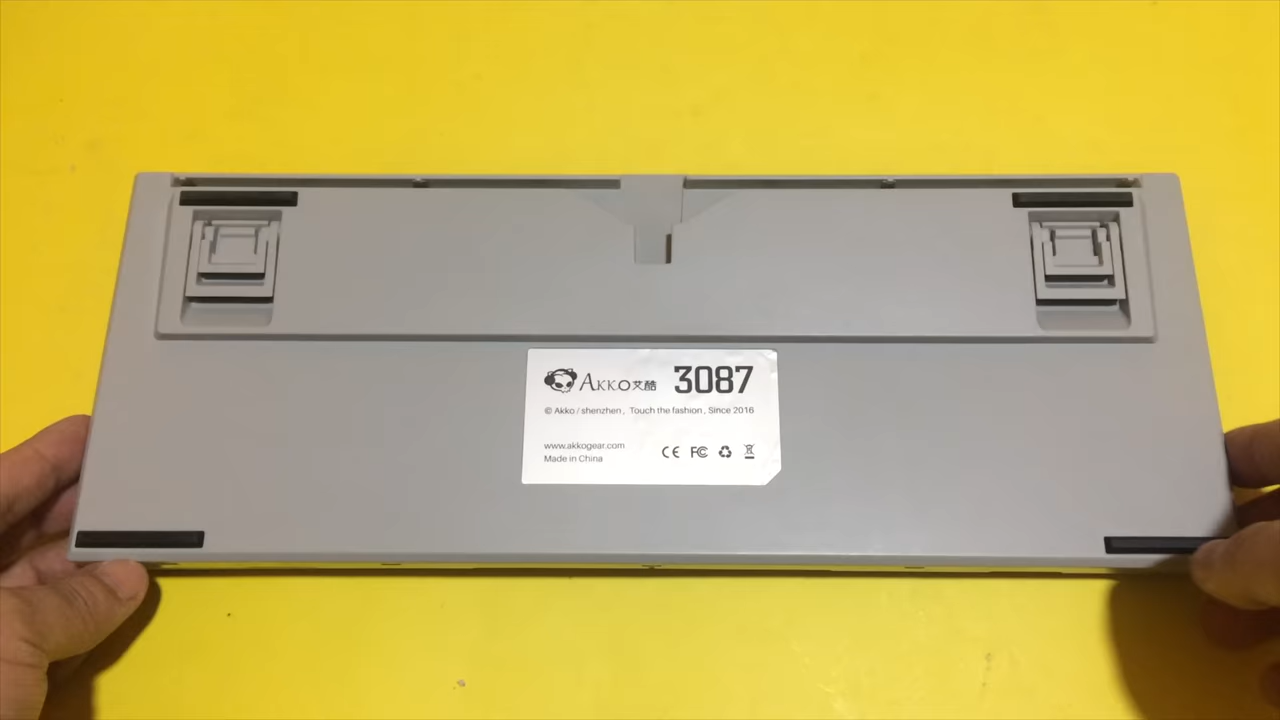 AKKO艾酷 3087
© Akko / shenzhen , Touch the fashion , Since 2016
www.akkogear.com
Made in China
CE FC